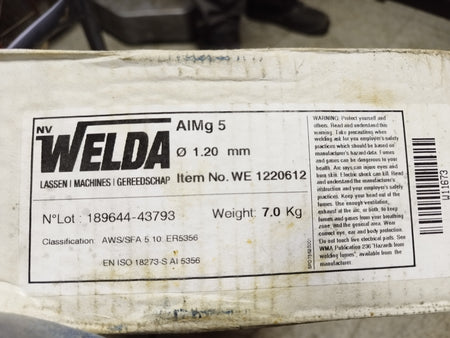 NV
WELDA
LASSEN | MACHINES | GEREEDSCHAP
AlMg 5
Ø 1.20 mm
Item No. WE 1220612
N°Lot : 189644-43793
Weight: 7.0 Kg
Classification: AWS/SFA 5 10: ER5356
EN ISO 18273-S Al 5356
WARNING: Protect yourself and
others. Read and understand this
warning. Take precautions when
welding ask for you employer's safety
practices which should be based on
manufacturer's hazard data. Fumes
and gases can be dangerous to your
health. Arc rays can injure eyes and
burn skin. Electric shock can kill. Read
and understand the manufacturer's
instruction and your employer's safety
practices. Keep your head out of the
fumes. Use enough ventilation,
exhaust at the arc, or both, to keep
fumes and gases from your breathing
zone, and the general area. Wear
correct eye, ear and body protection.
Do not touch live electrical parts. See
WMA Publication 236 "Hazards from
welding fumes", available from the
manufacturer.
W11673